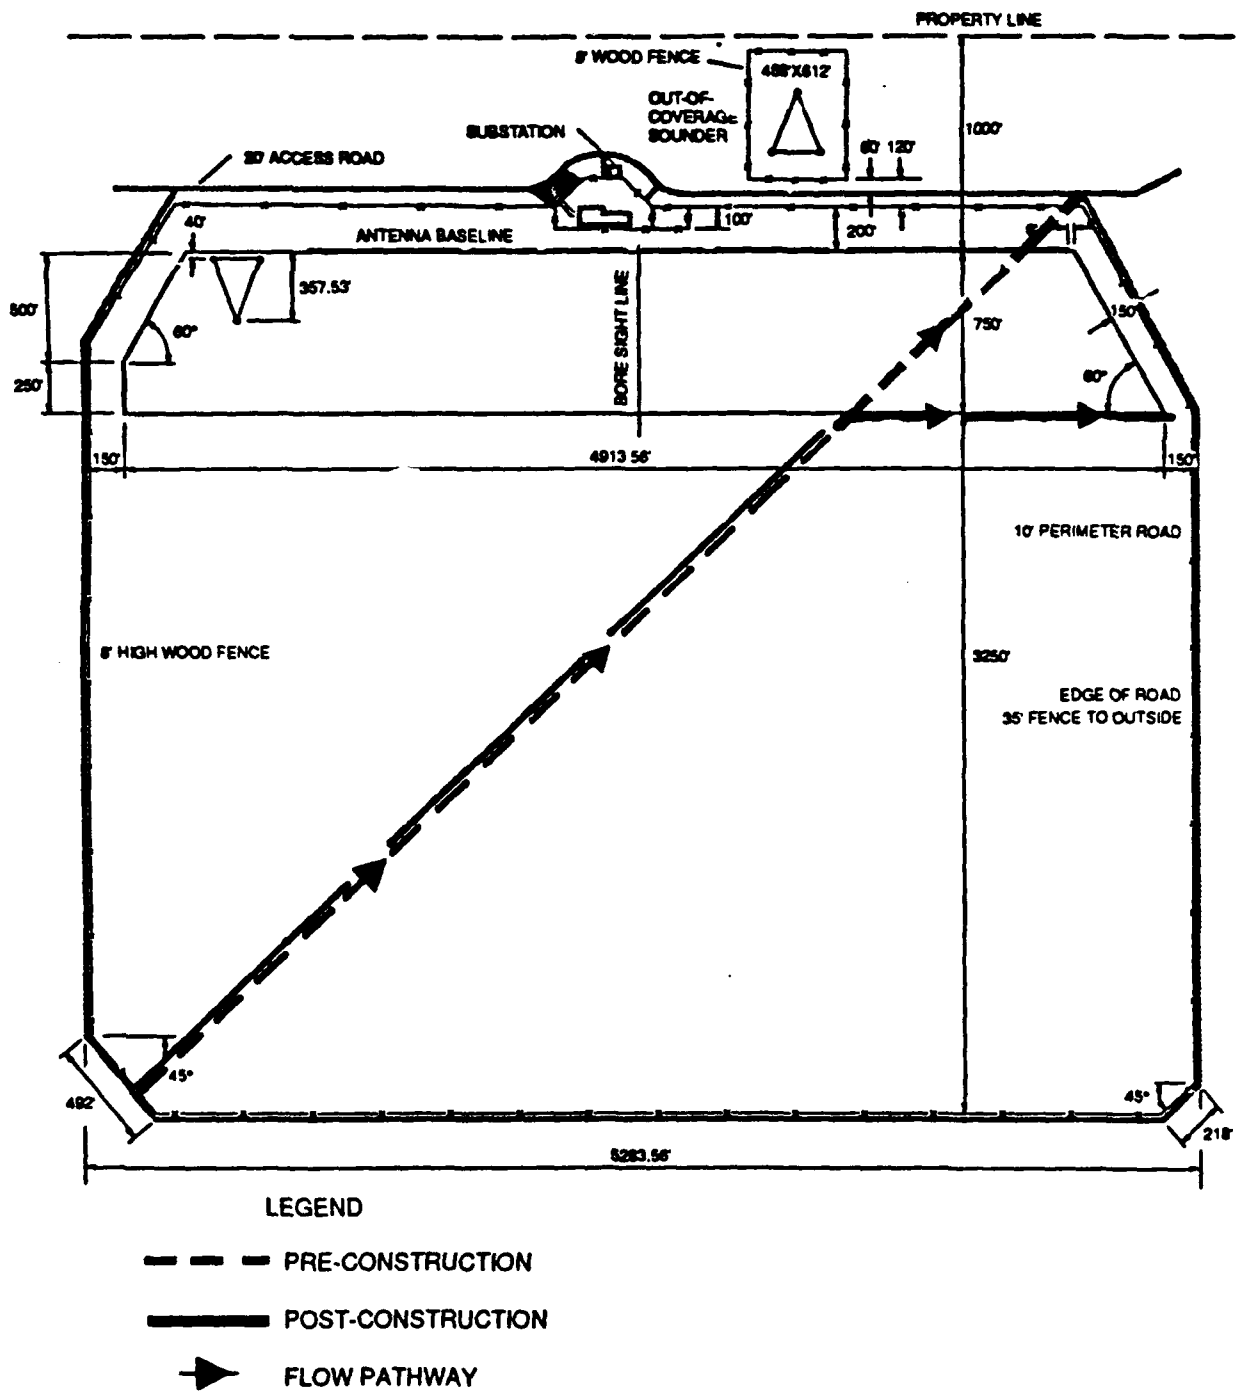 PROPERTY LINE
8' WOOD FENCE
488'X612'
OUT-OF-
COVERAGE
SOUNDER
SUBSTATION
1000'
60' 120'
20' ACCESS ROAD
40'
ANTENNA BASELINE
100'
200'
500'
357.53'
BORE SIGHT LINE
750'
150'
60°
60°
250'
150'
4913.56'
150'
10' PERIMETER ROAD
8' HIGH WOOD FENCE
3250'
EDGE OF ROAD
35' FENCE TO OUTSIDE
45°
492'
45°
218'
5283.56'
LEGEND
PRE-CONSTRUCTION
POST-CONSTRUCTION
FLOW PATHWAY